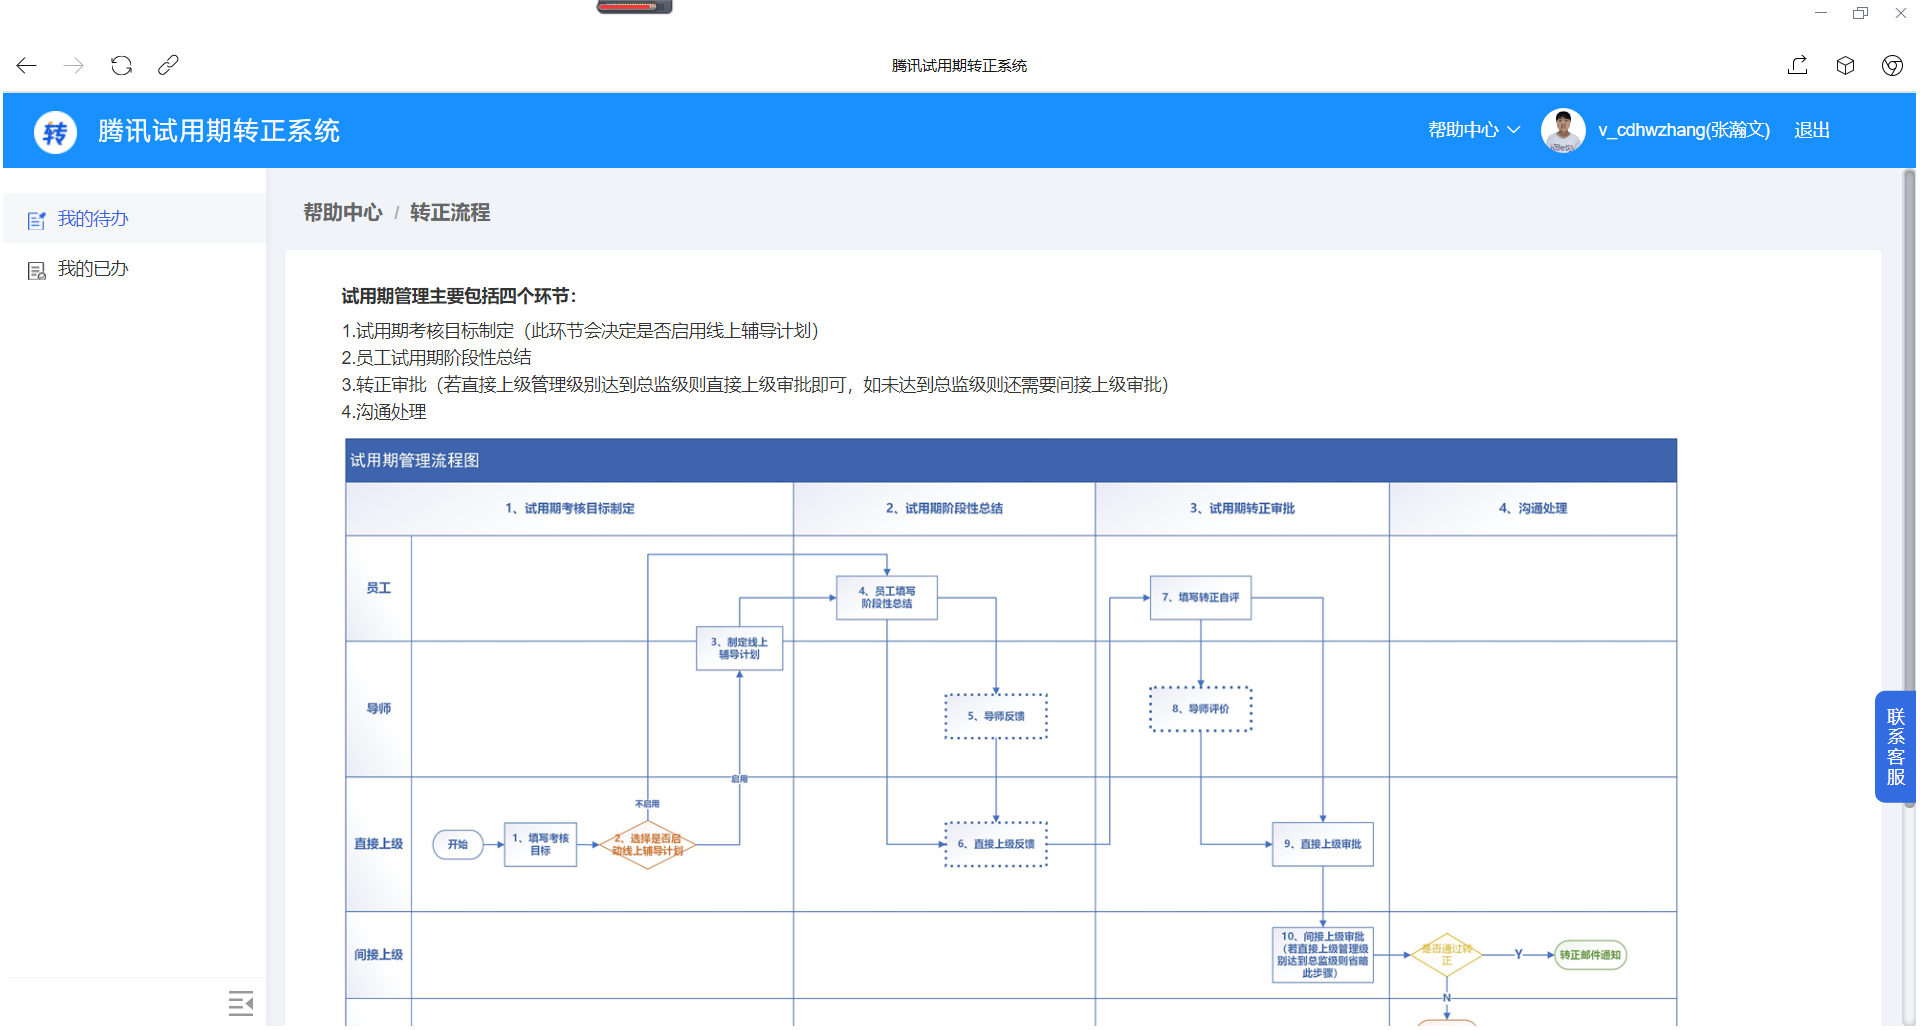 腾讯试用期转正系统
转 腾讯试用期转正系统
帮助中心 v_cdhwzhang(张瀚文) 退出
我的待办
我的已办
帮助中心 / 转正流程
试用期管理主要包括四个环节：
1.试用期考核目标制定（此环节会决定是否启用线上辅导计划）
2.员工试用期阶段性总结
3.转正审批（若直接上级管理级别达到总监级则直接上级审批即可，如未达到总监级则还需要间接上级审批）
4.沟通处理
试用期管理流程图
1、试用期考核目标制定
2、试用期阶段性总结
3、试用期转正审批
4、沟通处理
员工
4、员工填写
阶段性总结
7、填写转正自评
3、制定线上
辅导计划
导师
5、导师反馈
8、导师评价
启用
不启用
直接上级
开始
1、填写考核
目标
2、选择是否启
动线上辅导计划
6、直接上级反馈
9、直接上级审批
间接上级
10、间接上级审批
（若直接上级管理级
别达到总监级则省略
此步骤）
是否通过转
正
Y
转正邮件通知
N
联
系
客
服